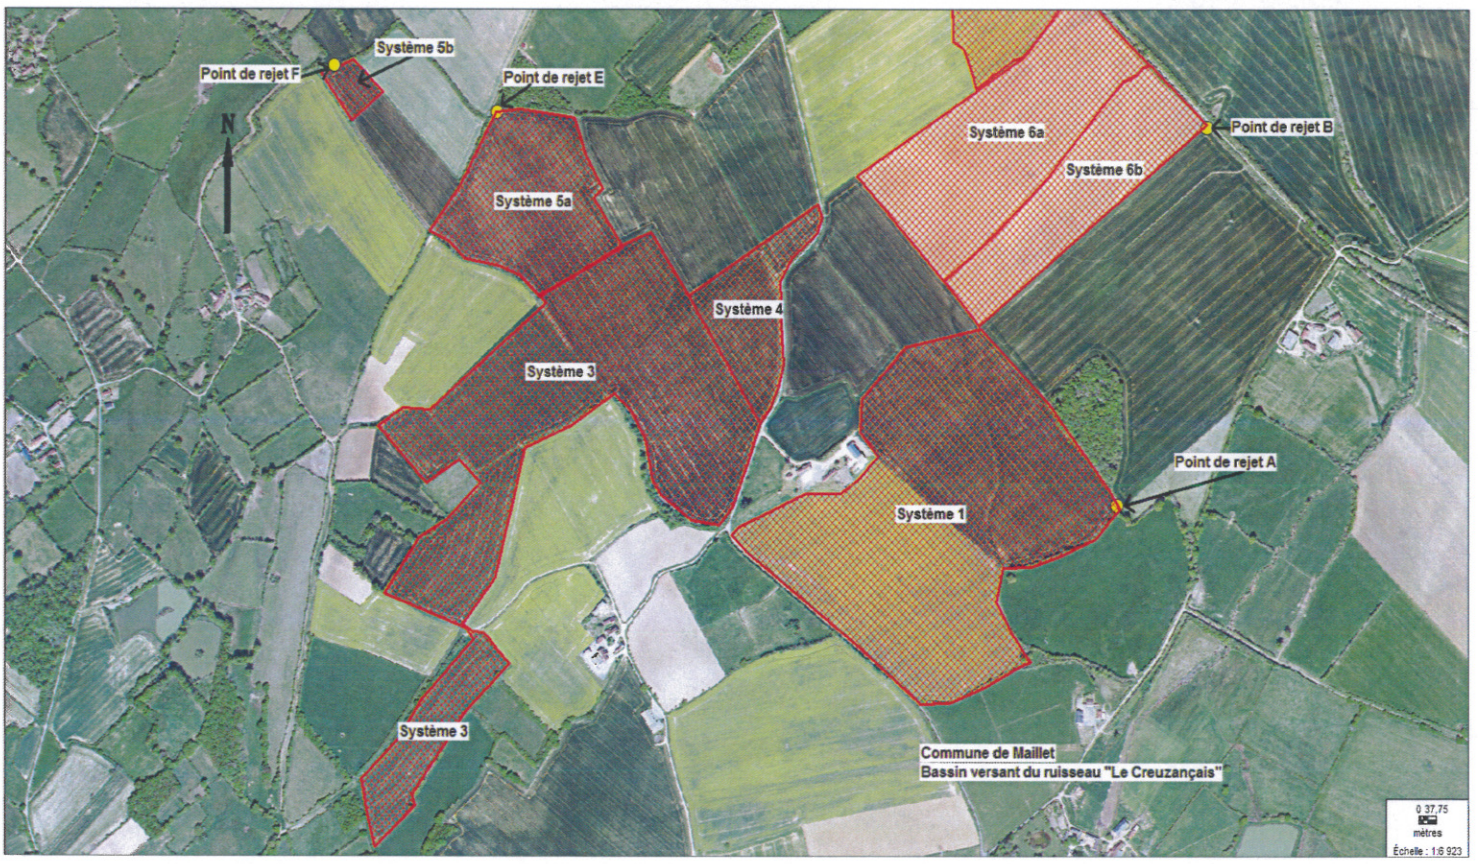 Système 5b
Point de rejet F
Point de rejet E
N
Système 6a
Point de rejet B
Système 6b
Système 5a
Système 4
Système 3
Point de rejet A
Système 1
Système 3
Commune de Maillet
Bassin versant du ruisseau "Le Creuzançais"
0 37,75
mètres
Échelle : 1:6 923